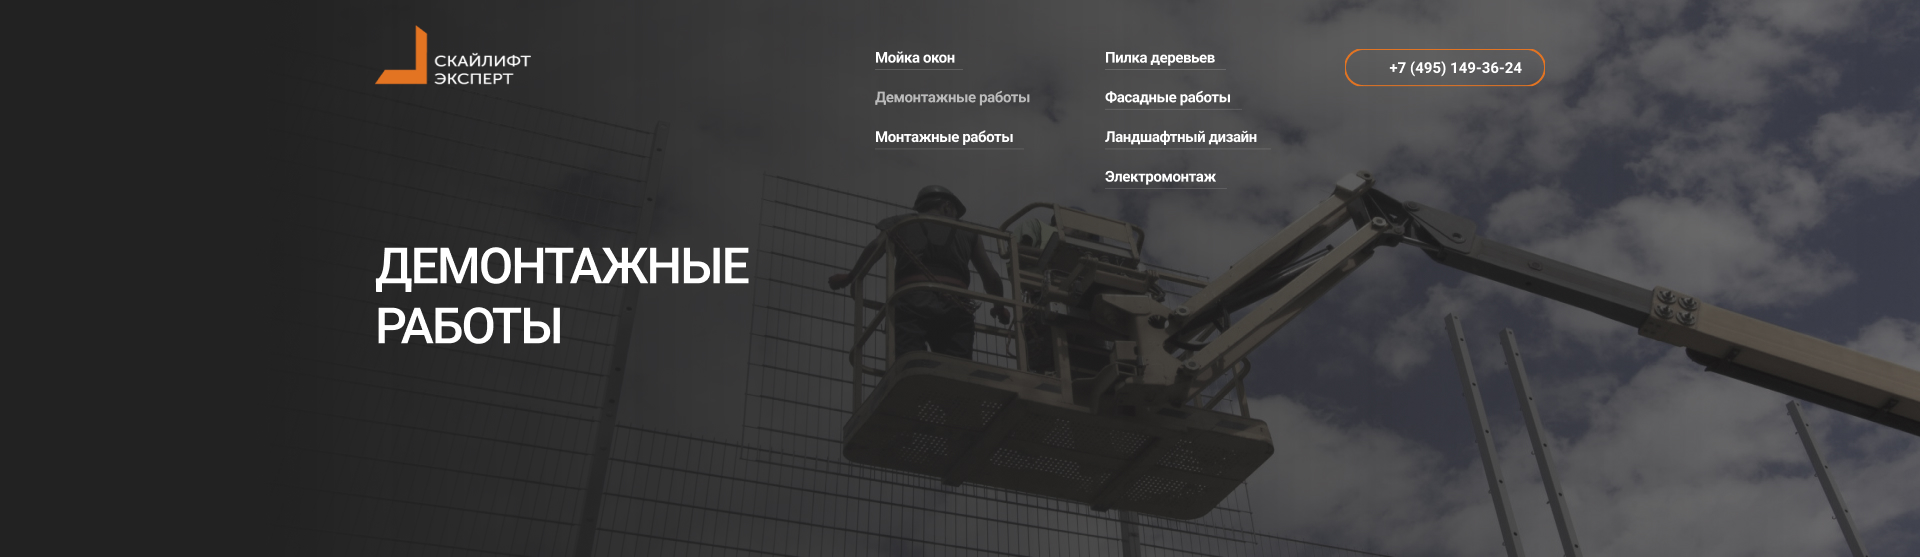 СКАЙЛИФТ
ЭКСПЕРТ
Мойка окон
Демонтажные работы
Монтажные работы
Пилка деревьев
Фасадные работы
Ландшафтный дизайн
Электромонтаж
+7 (495) 149-36-24
ДЕМОНТАЖНЫЕ
РАБОТЫ